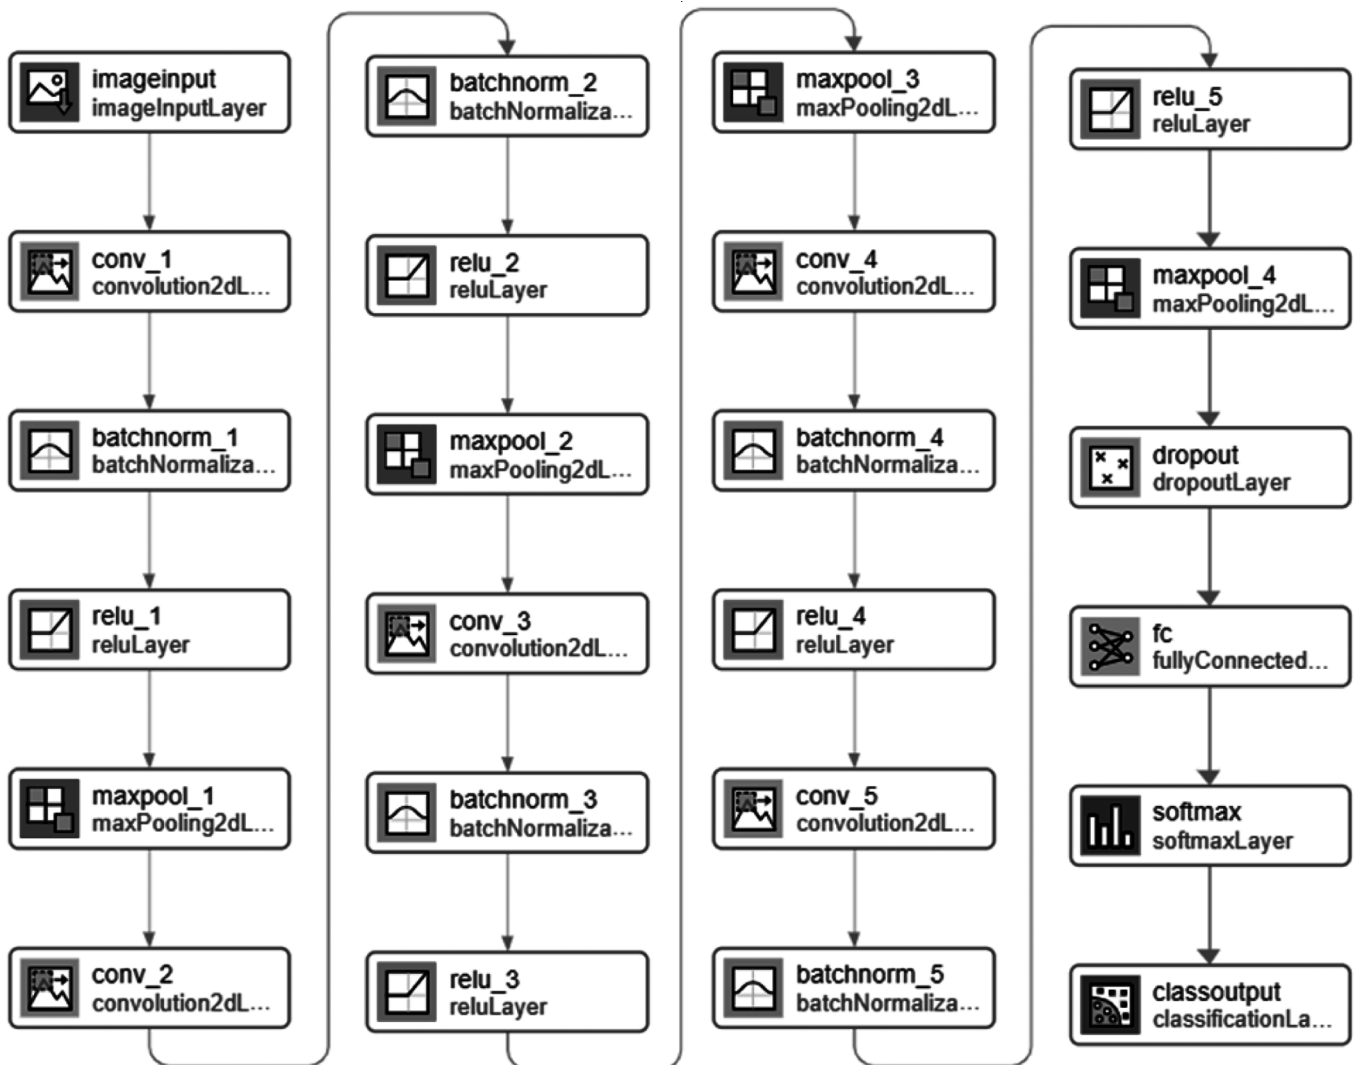 imageinput
imageInputLayer
conv_1
convolution2dL...
batchnorm_1
batchNormaliza...
relu_1
reluLayer
maxpool_1
maxPooling2dL...
conv_2
convolution2dL...
batchnorm_2
batchNormaliza...
relu_2
reluLayer
maxpool_2
maxPooling2dL...
conv_3
convolution2dL...
batchnorm_3
batchNormaliza...
relu_3
reluLayer
maxpool_3
maxPooling2dL...
conv_4
convolution2dL...
batchnorm_4
batchNormaliza...
relu_4
reluLayer
conv_5
convolution2dL...
batchnorm_5
batchNormaliza...
relu_5
reluLayer
maxpool_4
maxPooling2dL...
dropout
dropoutLayer
fc
fullyConnected...
softmax
softmaxLayer
classoutput
classificationLa...